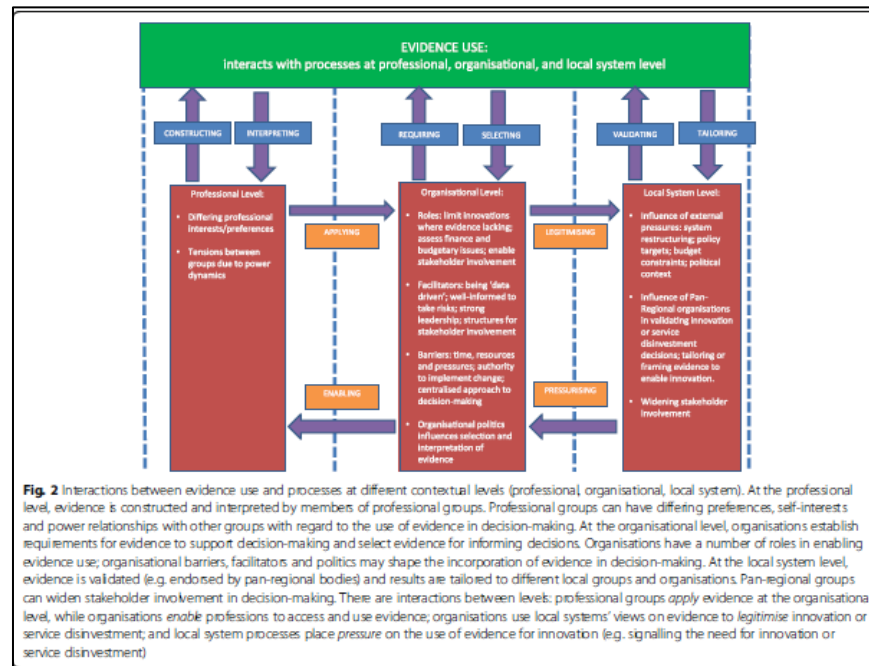 EVIDENCE USE:
interacts with processes at professional, organisational, and local system level
CONSTRUCTING
INTERPRETING
REQUIRING
SELECTING
VALIDATING
TAILORING
Professional Level:
• Differing professional
interests/preferences
• Tensions between
groups due to power
dynamics
APPLYING
ENABLING
Organisational Level:
• Roles: limit innovations
where evidence lacking;
assess finance and
budgetary issues; enable
stakeholder involvement
• Facilitators: being ‘data
driven’; well-informed to
take risks; strong
leadership; structures for
stakeholder involvement
• Barriers: time, resources
and pressures; authority
to implement change;
centralised approach to
decision-making
• Organisational politics
influences selection and
interpretation of
evidence
LEGITIMISING
PRESSURISING
Local System Level:
• Influence of external
pressures: system
restructuring; policy
targets; budget
constraints; political
context
• Influence of Pan-
Regional organisations
in validating innovation
or service
disinvestment
decisions; tailoring or
framing evidence to
enable innovation.
• Widening stakeholder
involvement
Fig. 2 Interactions between evidence use and processes at different contextual levels (professional, organisational, local system). At the professional
level, evidence is constructed and interpreted by members of professional groups. Professional groups can have differing preferences, self-interests
and power relationships with other groups with regard to the use of evidence in decision-making. At the organisational level, organisations establish
requirements for evidence to support decision-making and select evidence for informing decisions. Organisations have a number of roles in enabling
evidence use; organisational barriers, facilitators and politics may shape the incorporation of evidence in decision-making. At the local system level,
evidence is validated (e.g. endorsed by pan-regional bodies) and results are tailored to different local groups and organisations. Pan-regional groups
can widen stakeholder involvement in decision-making. There are interactions between levels: professional groups apply evidence at the organisational
level, while organisations enable professions to access and use evidence; organisations use local systems’ views on evidence to legitimise innovation or
service disinvestment; and local system processes place pressure on the use of evidence for innovation (e.g. signalling the need for innovation or
service disinvestment)